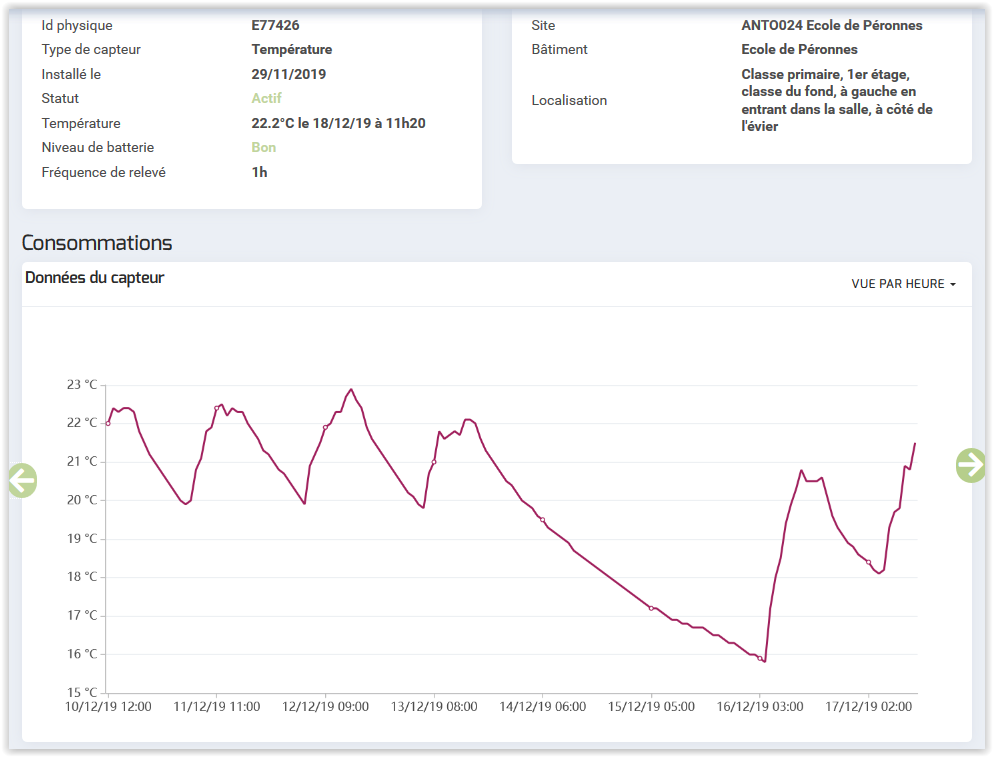 Id physique E77426
Type de capteur Température
Installé le 29/11/2019
Statut Actif
Température 22.2°C le 18/12/19 à 11h20
Niveau de batterie Bon
Fréquence de relevé 1h
Site ANTO024 Ecole de Péronnes
Bâtiment Ecole de Péronnes
Localisation
Classe primaire, 1er étage,
classe du fond, à gauche en
entrant dans la salle, à côté de
l'évier
Consommations
Données du capteur
VUE PAR HEURE
23 °C
22 °C
21 °C
20 °C
19 °C
18 °C
17 °C
16 °C
15 °C
10/12/19 12:00 11/12/19 11:00 12/12/19 09:00 13/12/19 08:00 14/12/19 06:00 15/12/19 05:00 16/12/19 03:00 17/12/19 02:00